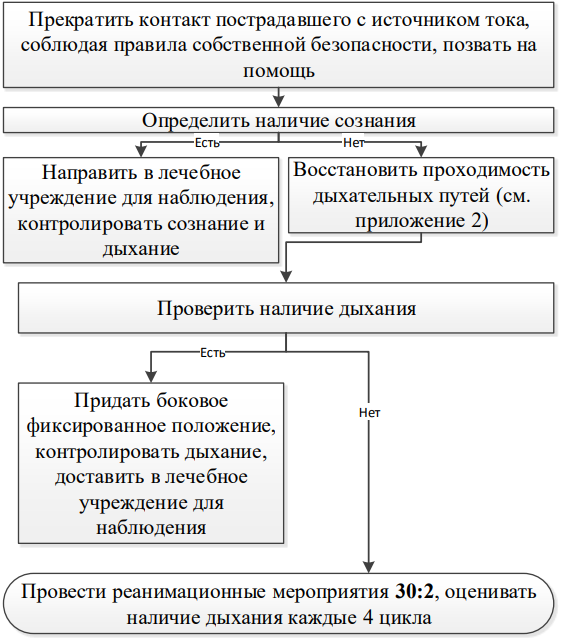 Прекратить контакт пострадавшего с источником тока,
соблюдая правила собственной безопасности, позвать на
помощь
Определить наличие сознания
Есть
Нет
Направить в лечебное
учреждение для наблюдения,
контролировать сознание и
дыхание
Восстановить проходимость
дыхательных путей (см.
приложение 2)
Проверить наличие дыхания
Есть
Нет
Придать боковое
фиксированное положение,
контролировать дыхание,
доставить в лечебное
учреждение для
наблюдения
Провести реанимационные мероприятия 30:2, оценивать
наличие дыхания каждые 4 цикла